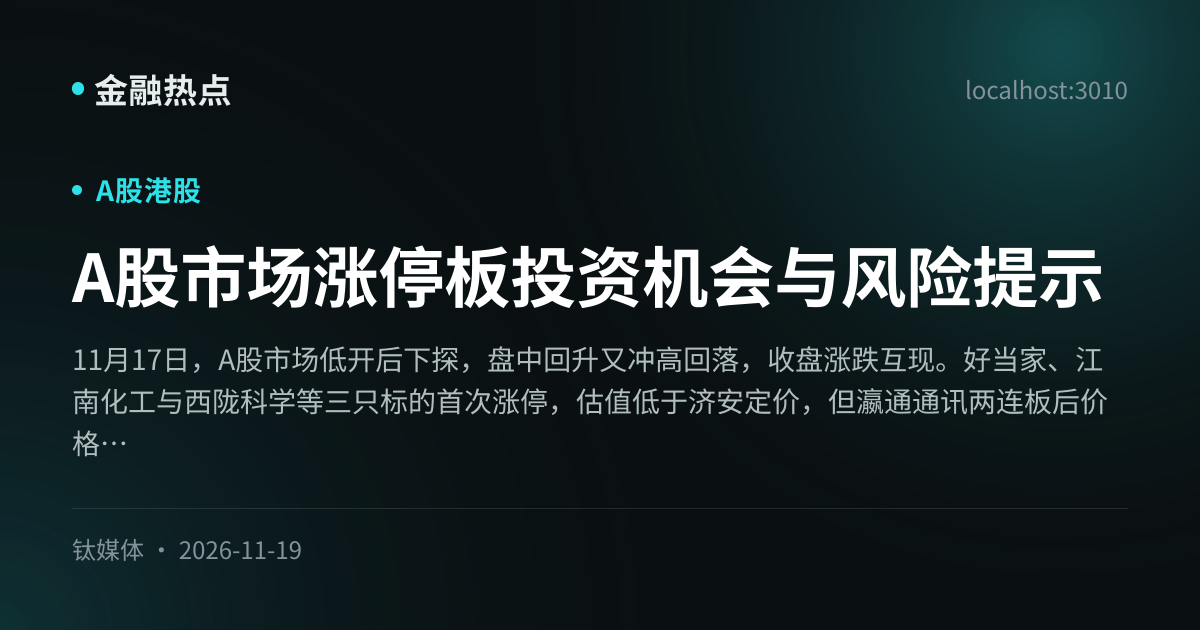 金融热点
localhost:3010
A股港股
A股市场涨停板投资机会与风险提示
11月17日，A股市场低开后下探，盘中回升又冲高回落，收盘涨跌互现。好当家、江
南化工与西陇科学等三只标的首次涨停，估值低于济安定价，但瀛通通讯两连板后价
格…
钛媒体 • 2026-11-19